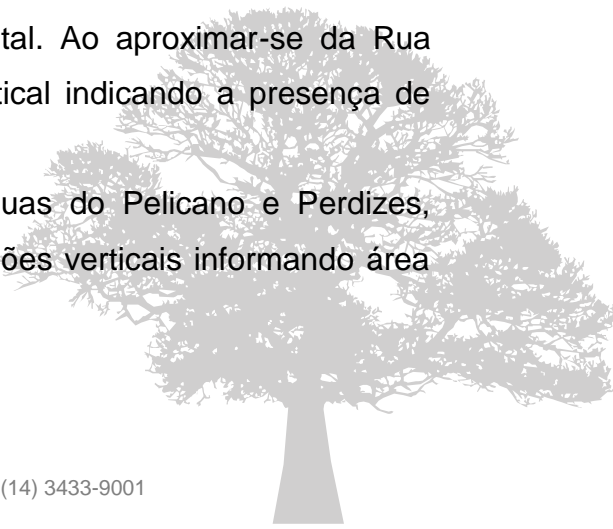 tal. Ao aproximar-se da Rua
tical indicando a presença de
uas do Pelicano e Perdizes,
ões verticais informando área
(14) 3433-9001